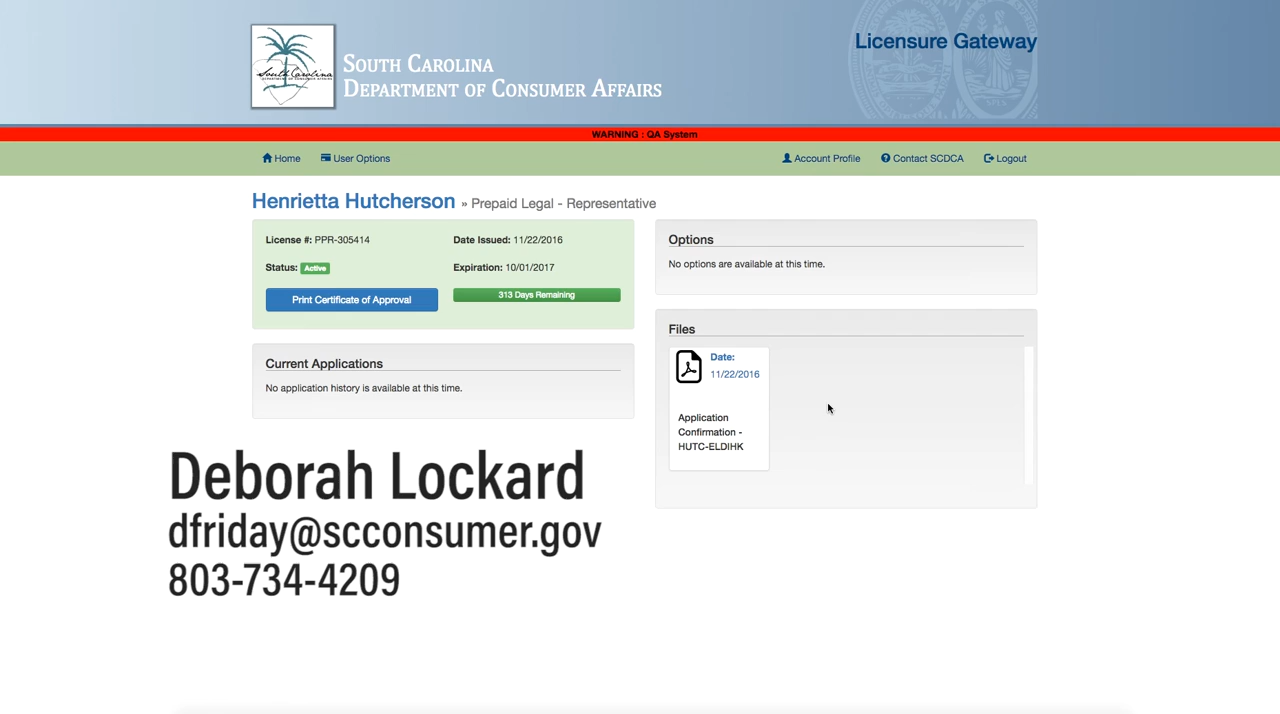 South Carolina
South Carolina
Department of Consumer Affairs
Licensure Gateway
WARNING : QA System
Home
User Options
Account Profile
Contact SCDCA
Logout
Henrietta Hutcherson » Prepaid Legal - Representative
License #: PPR-305414
Date Issued: 11/22/2016
Status: Active
Expiration: 10/01/2017
Print Certificate of Approval
313 Days Remaining
Options
No options are available at this time.
Current Applications
No application history is available at this time.
Files
Date:
11/22/2016
Application
Confirmation -
HUTC-ELDIHK
Deborah Lockard
dfriday@scconsumer.gov
803-734-4209